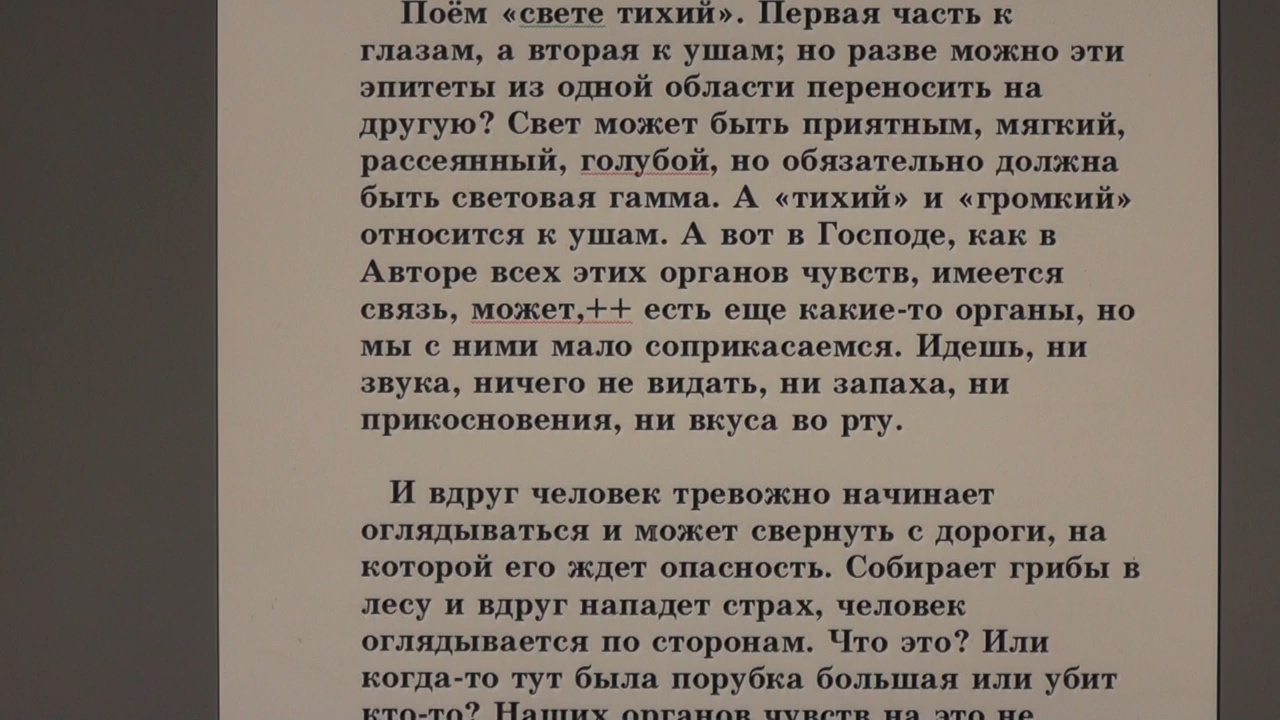 Поём «свете тихий». Первая часть к
глазам, а вторая к ушам; но разве можно эти
эпитеты из одной области переносить на
другую? Свет может быть приятным, мягкий,
рассеянный, голубой, но обязательно должна
быть световая гамма. А «тихий» и «громкий»
относится к ушам. А вот в Господе, как в
Авторе всех этих органов чувств, имеется
связь, может,++ есть еще какие-то органы, но
мы с ними мало соприкасаемся. Идешь, ни
звука, ничего не видать, ни запаха, ни
прикосновения, ни вкуса во рту.
И вдруг человек тревожно начинает
оглядываться и может свернуть с дороги, на
которой его ждет опасность. Собирает грибы в
лесу и вдруг нападет страх, человек
оглядывается по сторонам. Что это? Или
когда-то тут была порубка большая или убит
кто-то? Наших органов чувств на это не